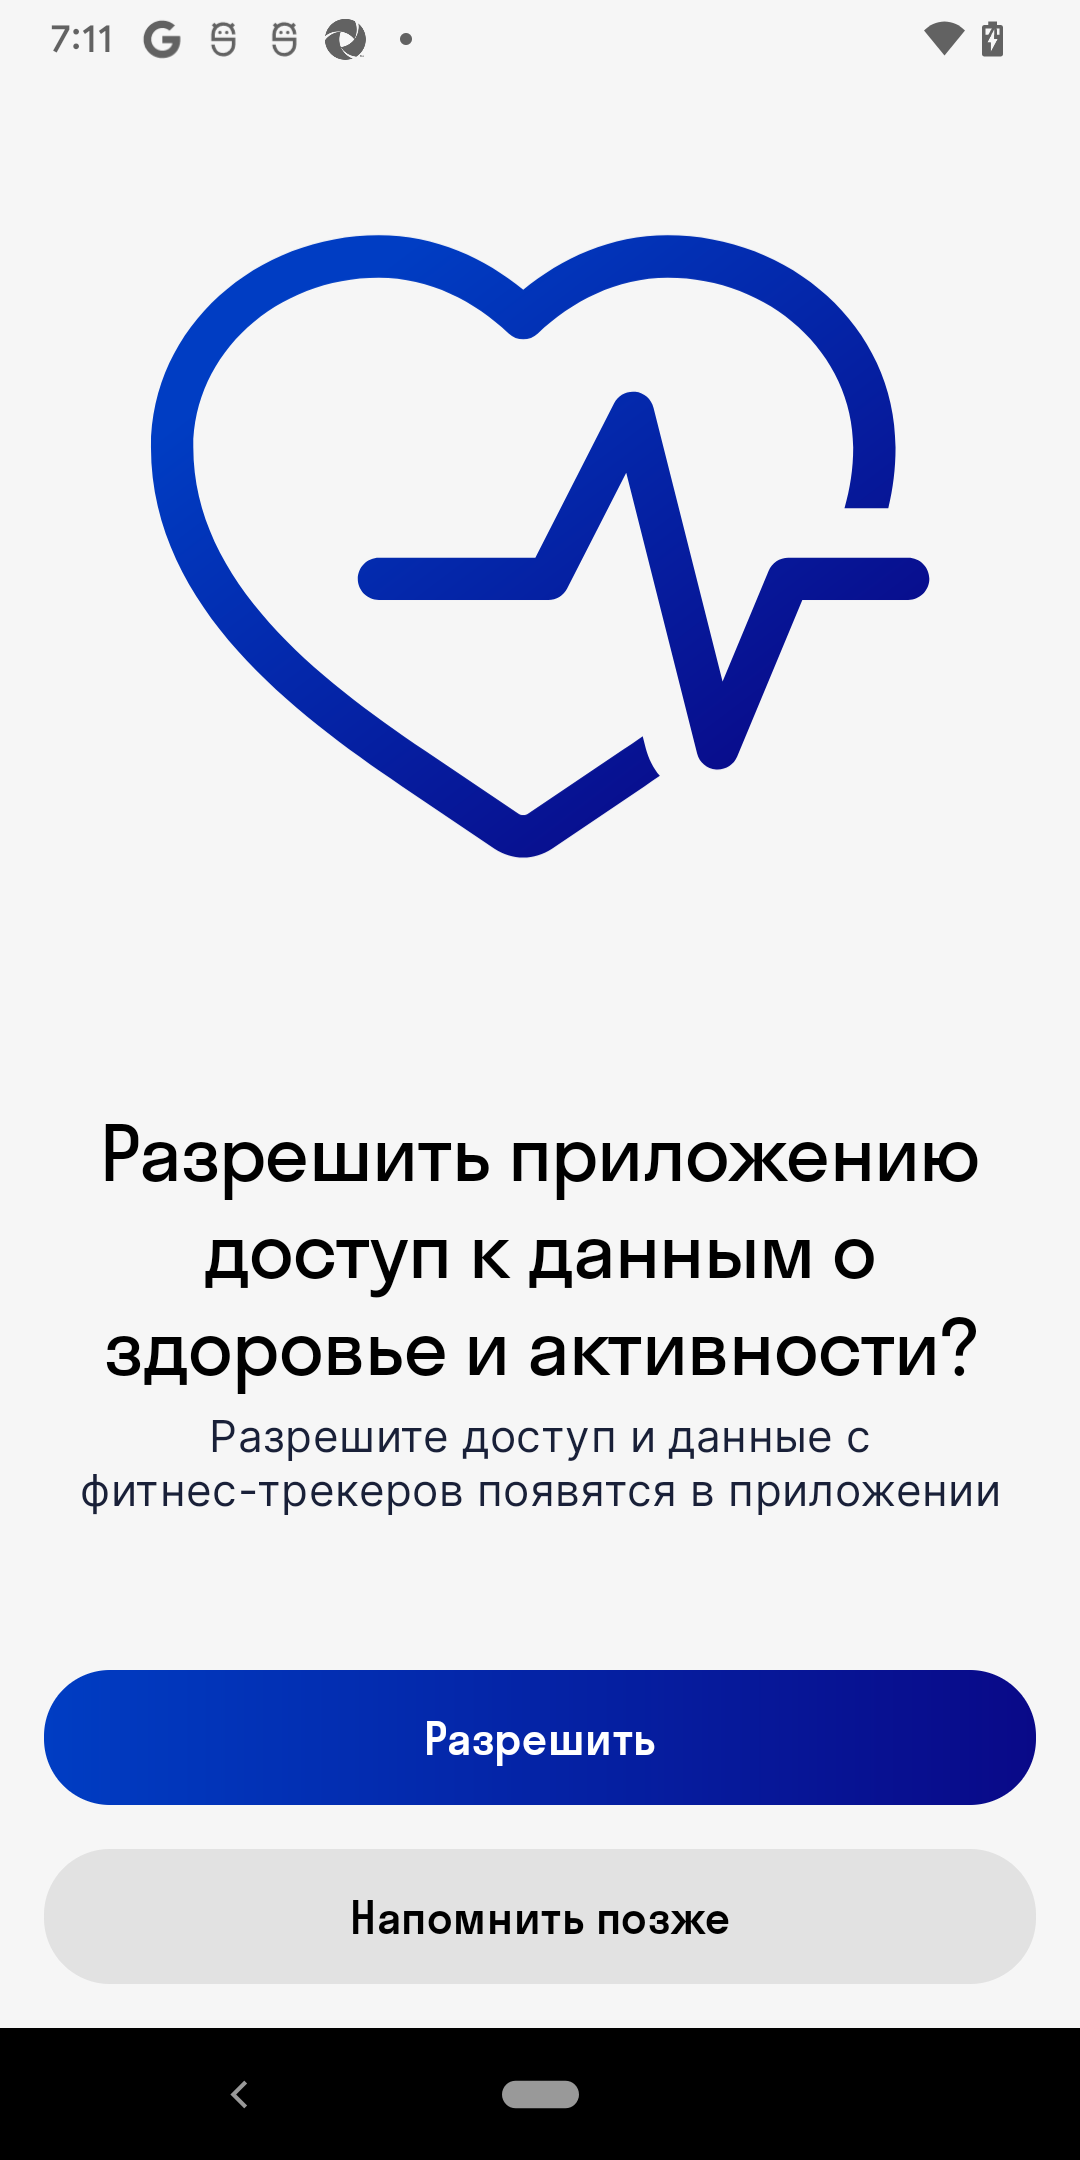 7:11
Разрешить приложению
доступ к данным о
здоровье и активности?
Разрешите доступ и данные с
фитнес-трекеров появятся в приложении
Разрешить
Напомнить позже